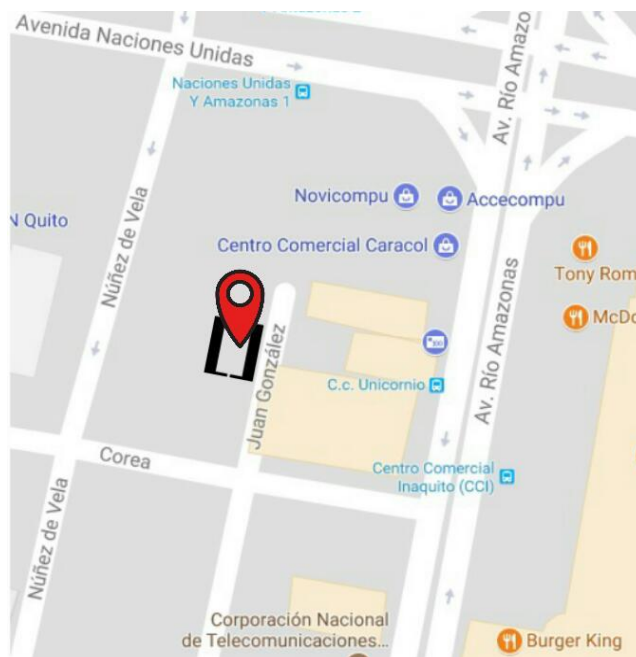 Avenida Naciones Unidas
Naciones Unidas
Y Amazonas 1
Av. Río Amazo
Núñez de Vela
N Quito
Novicompu
Accecompu
Centro Comercial Caracol
Tony Rom
McDo
Juan González
C.c. Unicornio
Av. Río Amazonas
Corea
Centro Comercial
Inaquito (CCI)
Núñez de Vela
Corporación Nacional
de Telecomunicaciones...
Burger King